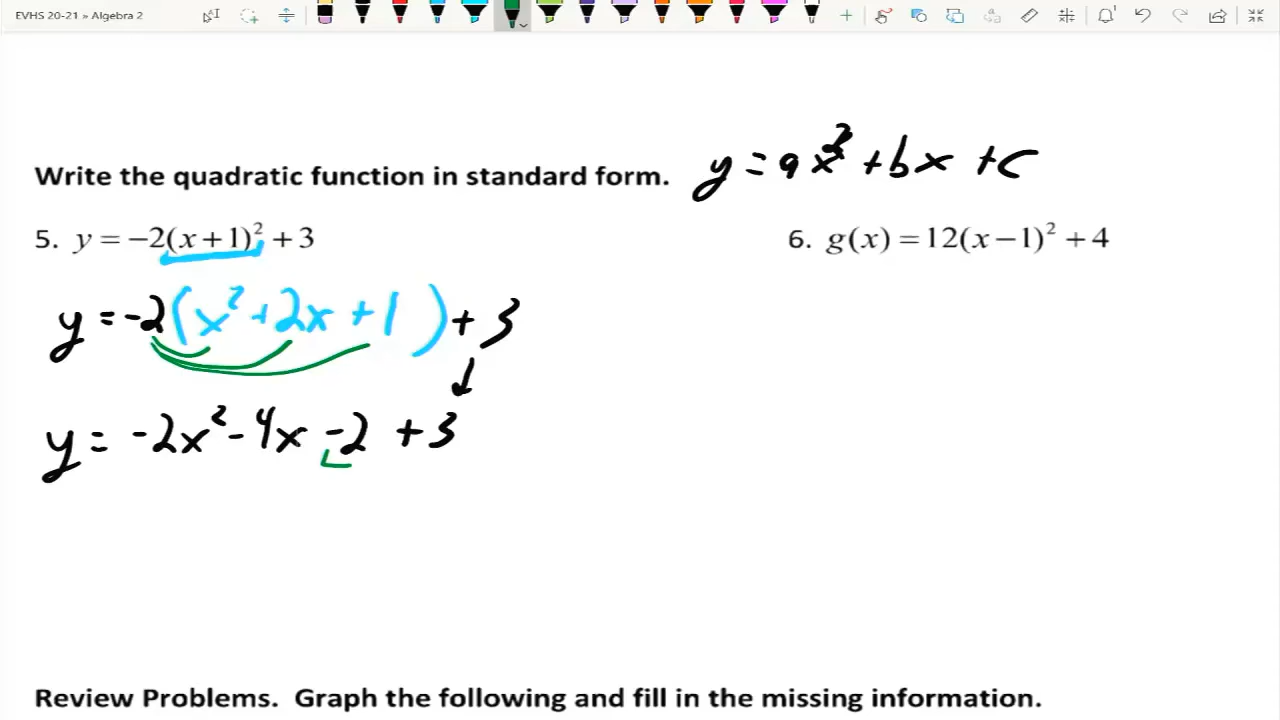 EVHS 20-21 » Algebra 2
Write the quadratic function in standard form. y = ax² + bx + c
5. y = −2(x+1)² + 3
6. g(x) = 12(x−1)² + 4
y = -2(x² + 2x + 1) + 3
↓
y = -2x² - 4x - 2 + 3
Review Problems. Graph the following and fill in the missing information.